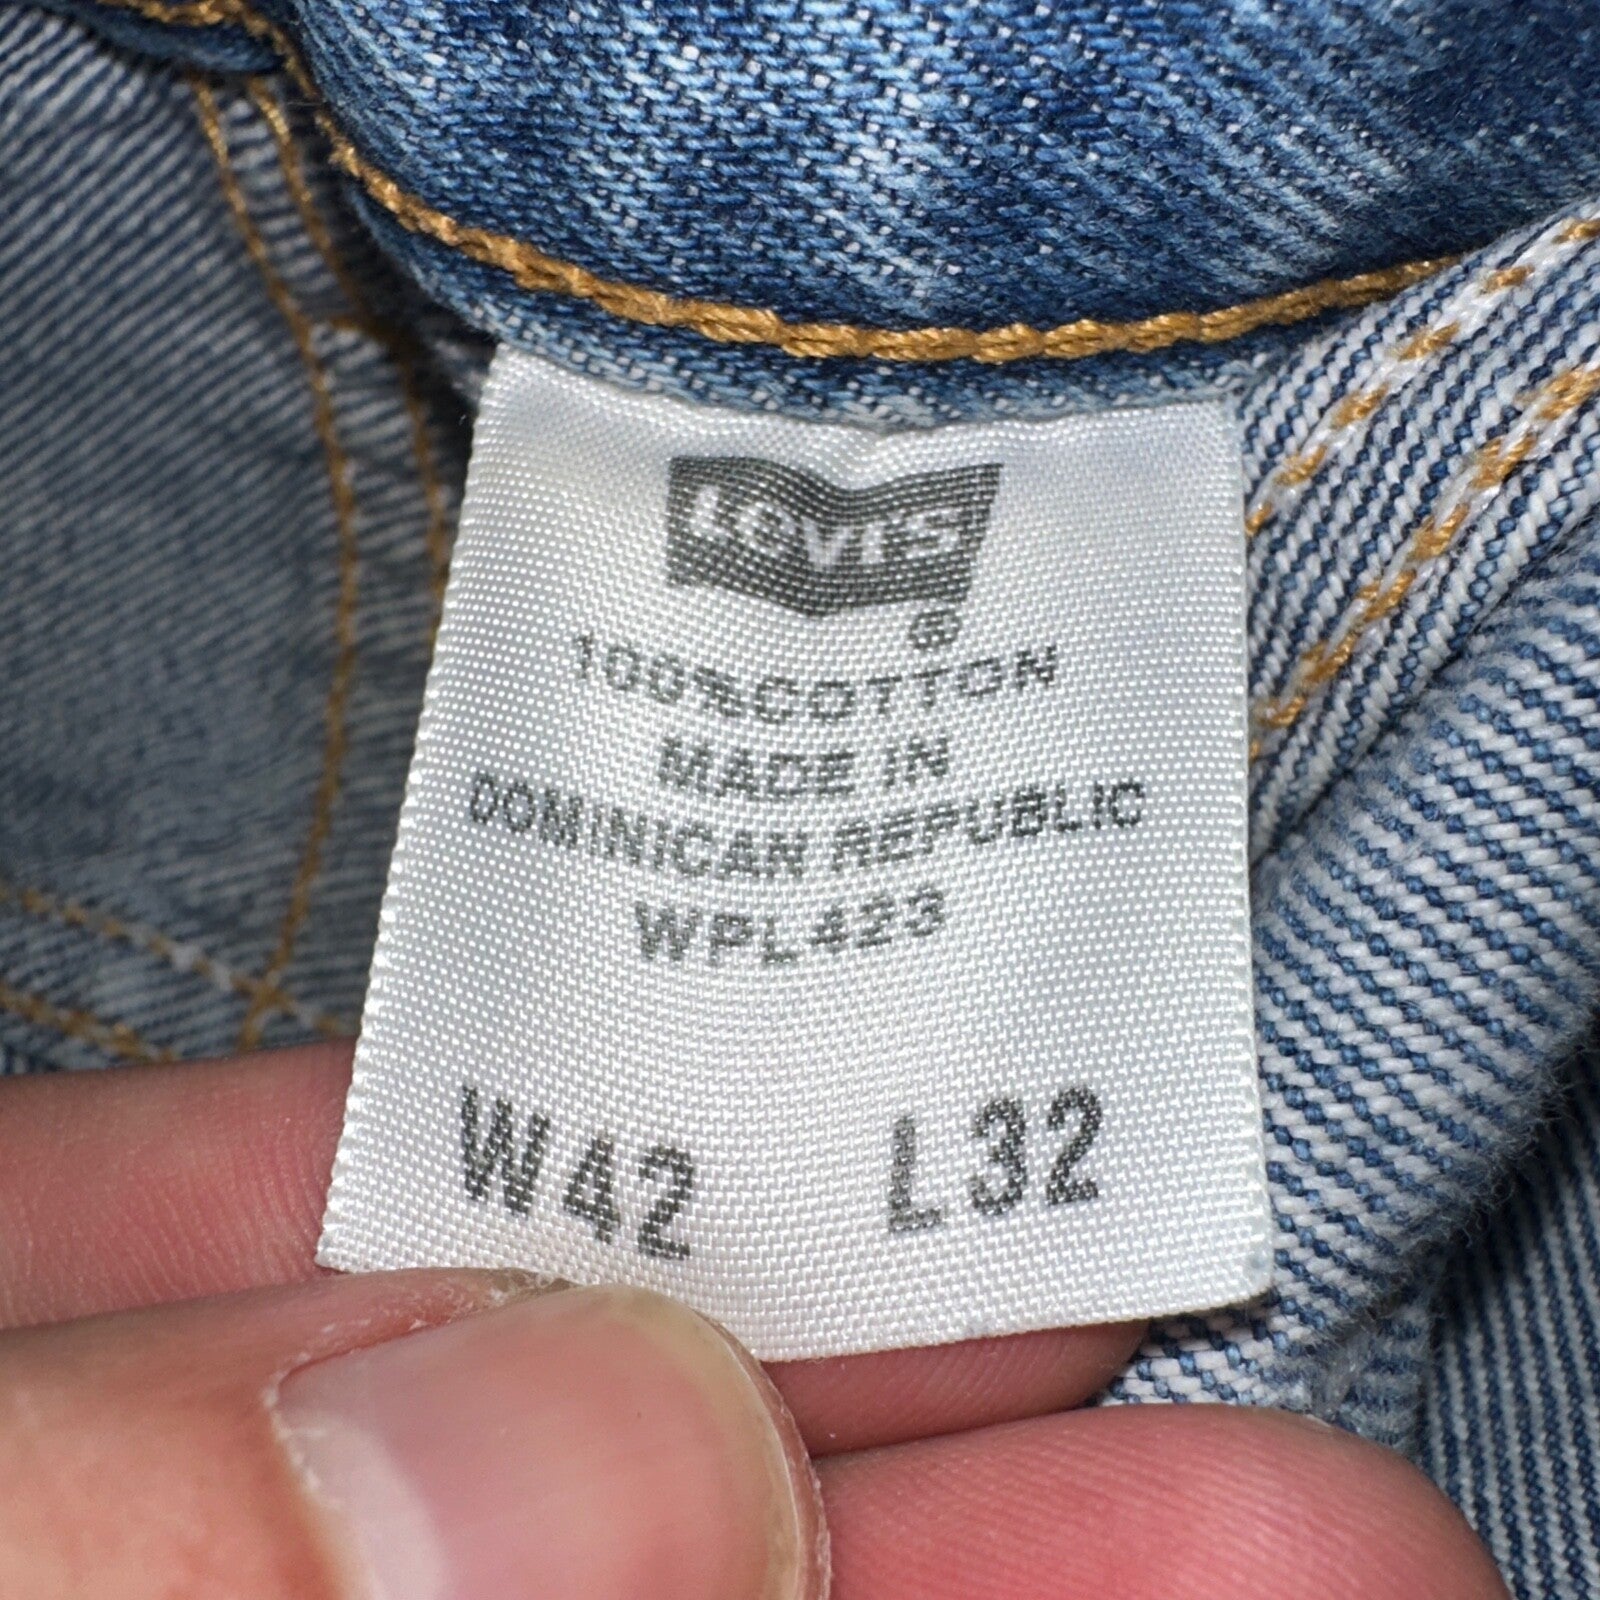 Levi's
®
100% COTTON
MADE IN
DOMINICAN REPUBLIC
WPL423
W42 L32